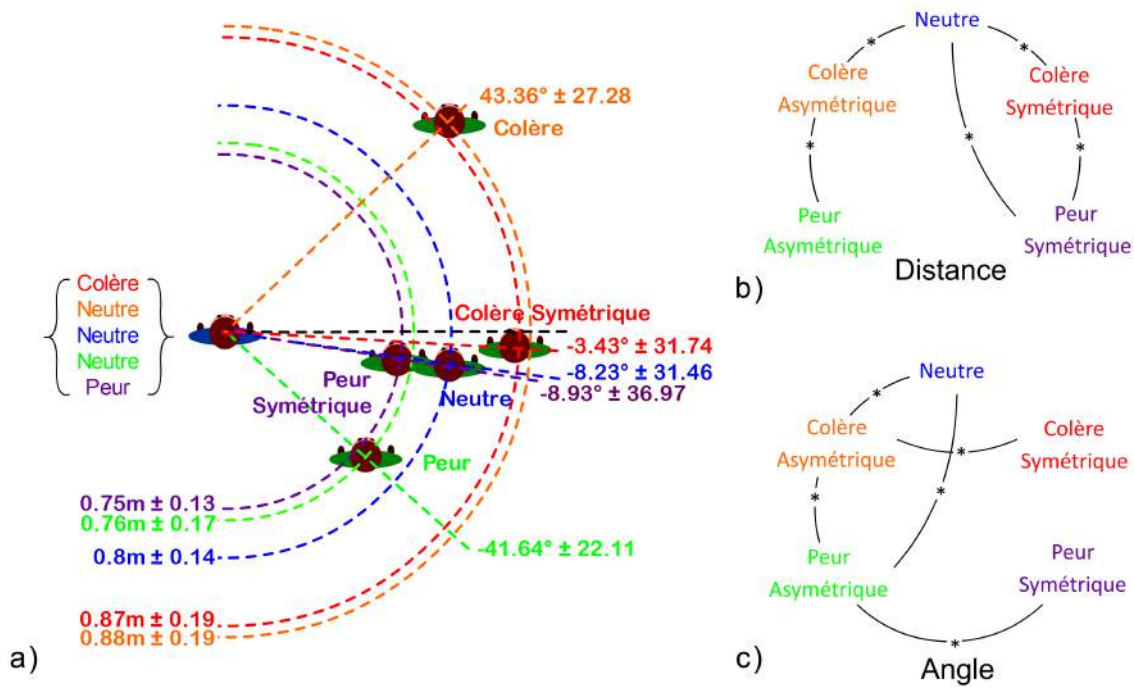 43.36° ± 27.28
Colère
Colère
Neutre
Neutre
Neutre
Peur
Colère Symétrique
-3.43° ± 31.74
-8.23° ± 31.46
-8.93° ± 36.97
Peur
Symétrique
Neutre
Peur
-41.64° ± 22.11
0.75m ± 0.13
0.76m ± 0.17
0.8m ± 0.14
0.87m ± 0.19
0.88m ± 0.19
a)
Neutre
*
*
Colère
Asymétrique
Colère
Symétrique
*
*
*
Peur
Asymétrique
Peur
Symétrique
Distance
b)
Neutre
*
Colère
Asymétrique
Colère
Symétrique
*
*
*
Peur
Asymétrique
Peur
Symétrique
*
Angle
c)